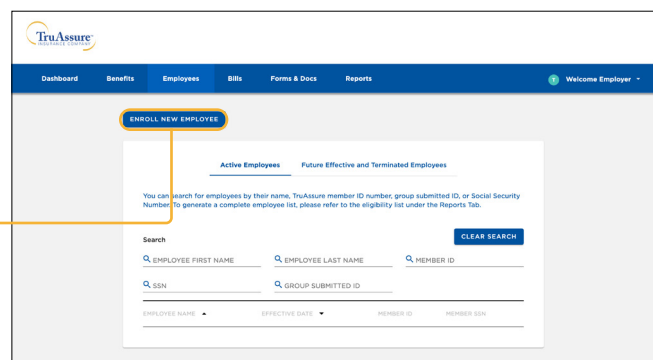 TruAssure
INSURANCE COMPANY
Dashboard Benefits Employees Bills Forms & Docs Reports T Welcome Employer
ENROLL NEW EMPLOYEE
Active Employees Future Effective and Terminated Employees
You can search for employees by their name, TruAssure member ID number, group submitted ID, or Social Security
Number. To generate a complete employee list, please refer to the eligibility list under the Reports Tab.
Search CLEAR SEARCH
EMPLOYEE FIRST NAME EMPLOYEE LAST NAME MEMBER ID
SSN GROUP SUBMITTED ID
EMPLOYEE NAME EFFECTIVE DATE MEMBER ID MEMBER SSN